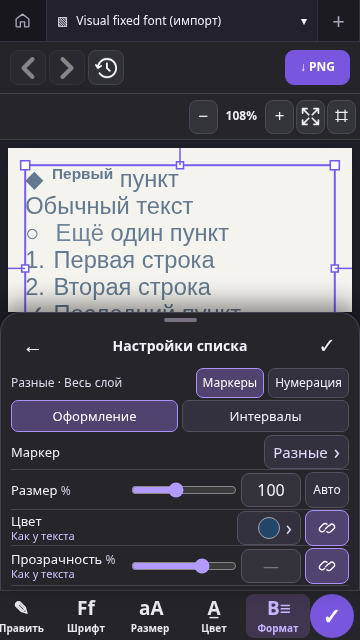 Visual fixed font (импорт)
↓ PNG
− 108% +
◆ Первый пункт
Обычный текст
○ Ещё один пункт
1. Первая строка
2. Вторая строка
✓ Последний пункт
← Настройки списка ✓
Разные · Весь слой Маркеры Нумерация
Оформление Интервалы
Маркер Разные ›
Размер % 100 Авто
Цвет
Как у текста
Прозрачность % —
Как у текста
Править Шрифт Размер Цвет Формат